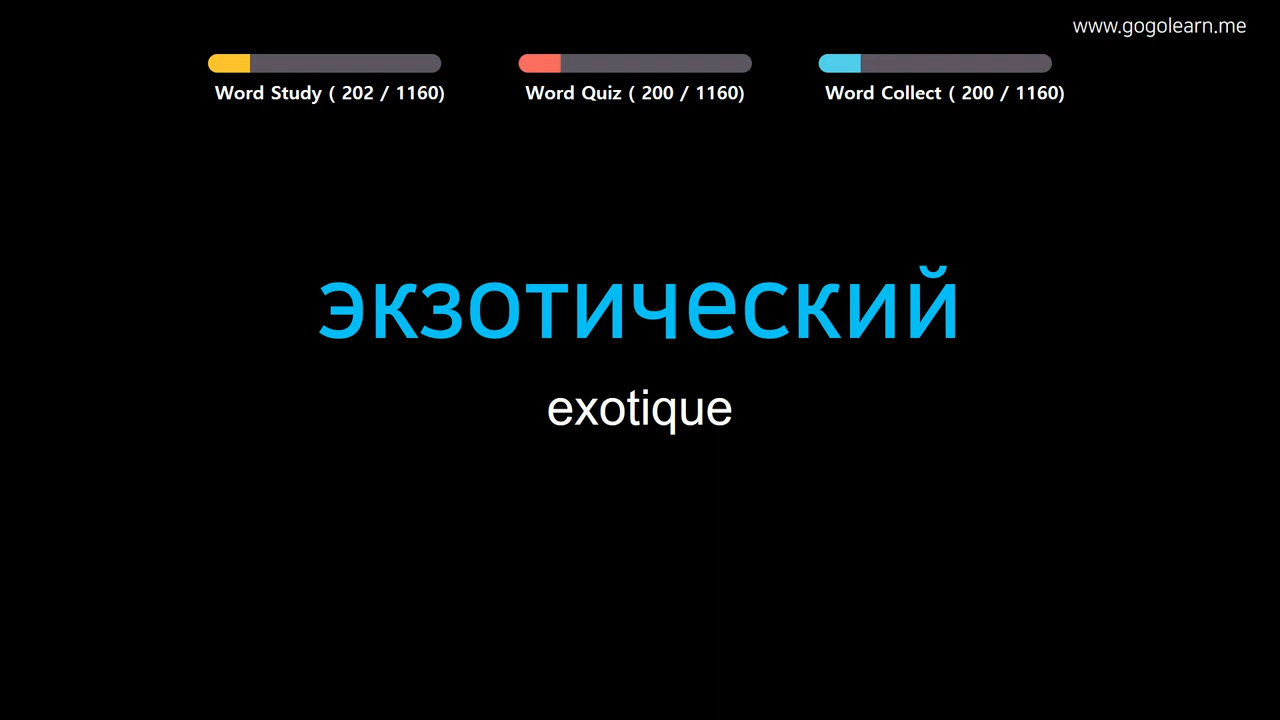 www.gogolearn.me
Word Study ( 202 / 1160)
Word Quiz ( 200 / 1160)
Word Collect ( 200 / 1160)
экзотический
exotique